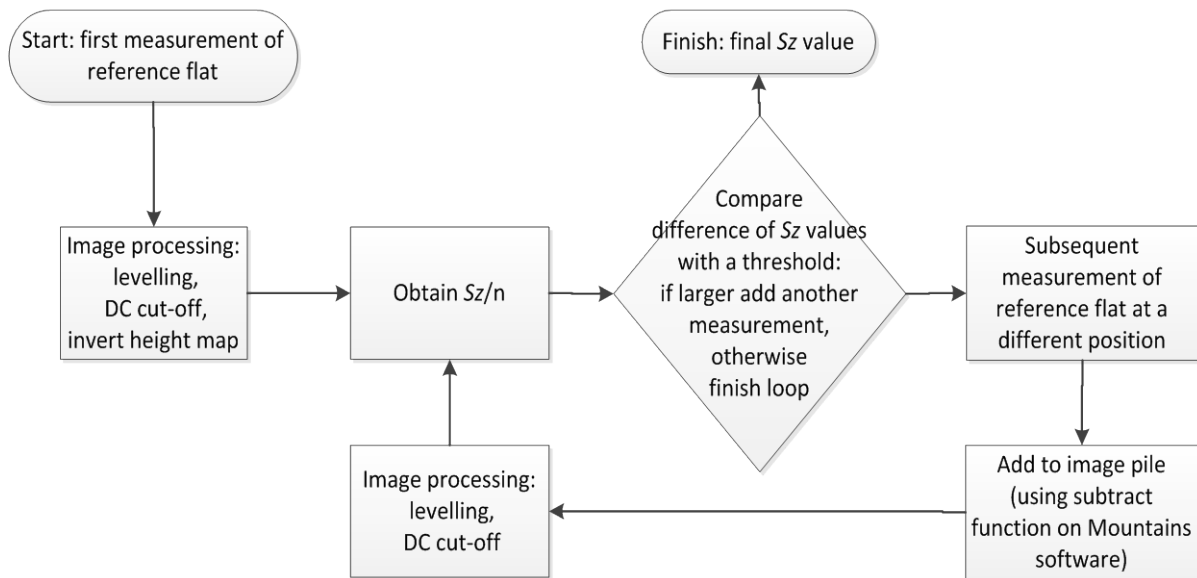 Start: first measurement of
reference flat
Finish: final Sz value
Image processing:
levelling,
DC cut-off,
invert height map
Obtain Sz/n
Compare
difference of Sz values
with a threshold:
if larger add another
measurement,
otherwise
finish loop
Subsequent
measurement of
reference flat at a
different position
Image processing:
levelling,
DC cut-off
Add to image pile
(using subtract
function on Mountains
software)